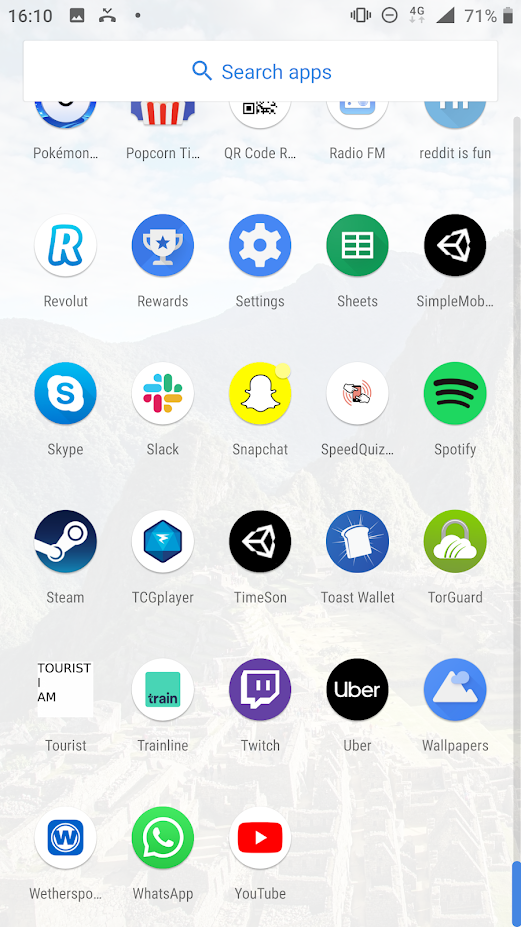 16:10
4G
71%
Search apps
Pokémon...
Popcorn Ti...
QR Code R...
Radio FM
reddit is fun
R
Revolut
Rewards
Settings
Sheets
SimpleMob...
Skype
Slack
Snapchat
SpeedQuiz...
Spotify
Steam
TCGplayer
TimeSon
Toast Wallet
TorGuard
TOURIST
I
AM
train
Uber
Tourist
Trainline
Twitch
Uber
Wallpapers
W
Wetherspo...
WhatsApp
YouTube